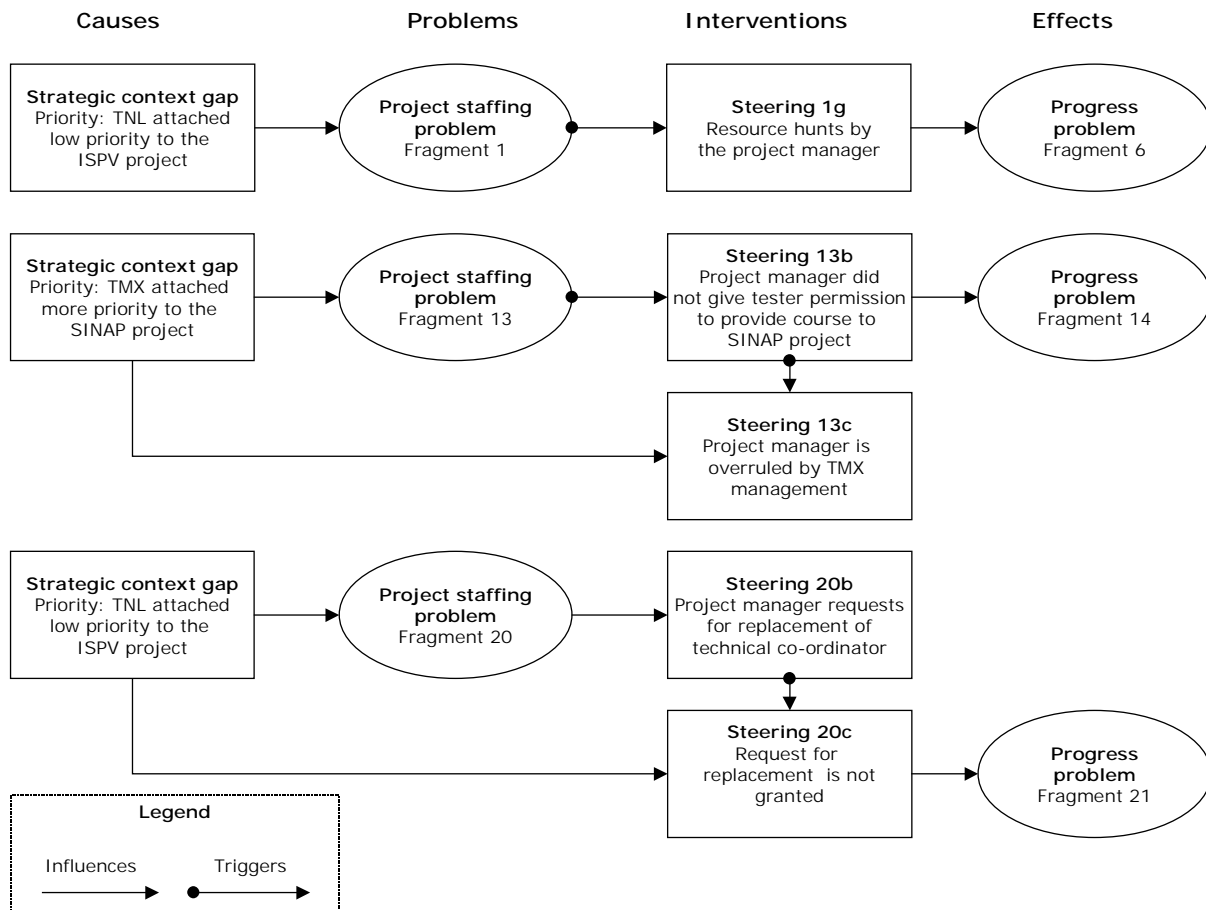 Causes
Problems
Interventions
Effects
Strategic context gap
Priority: TNL attached
low priority to the
ISPV project
Project staffing
problem
Fragment 1
Steering 1g
Resource hunts by
the project manager
Progress
problem
Fragment 6
Strategic context gap
Priority: TMX attached
more priority to the
SINAP project
Project staffing
problem
Fragment 13
Steering 13b
Project manager did
not give tester permission
to provide course to
SINAP project
Progress
problem
Fragment 14
Steering 13c
Project manager is
overruled by TMX
management
Strategic context gap
Priority: TNL attached
low priority to the
ISPV project
Project staffing
problem
Fragment 20
Steering 20b
Project manager requests
for replacement of
technical co-ordinator
Steering 20c
Request for
replacement is not
granted
Progress
problem
Fragment 21
Legend
Influences
Triggers